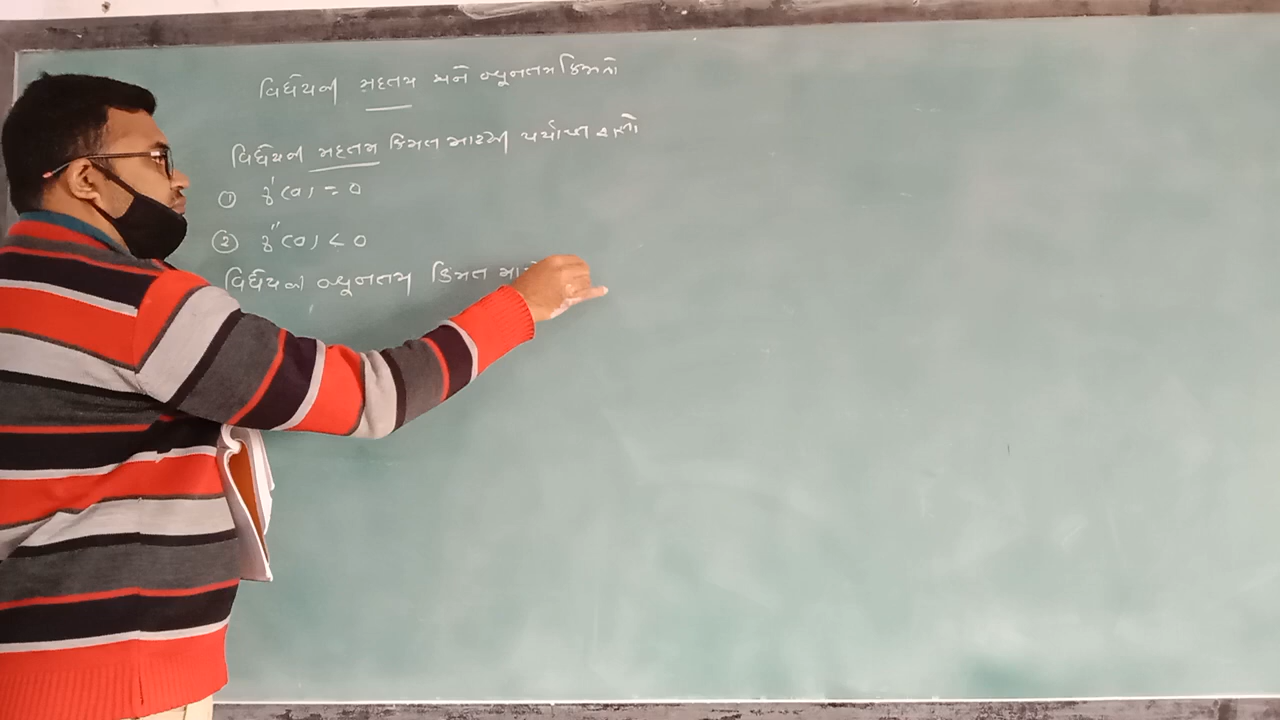 વિધેયની મહત્તમ અને ન્યૂનતમ કિંમતો
વિધેયની મહત્તમ કિંમત માટેની પર્યાપ્ત શરતો
① f'(a) = 0
② f''(a) < 0
વિધેયની ન્યૂનતમ કિંમત